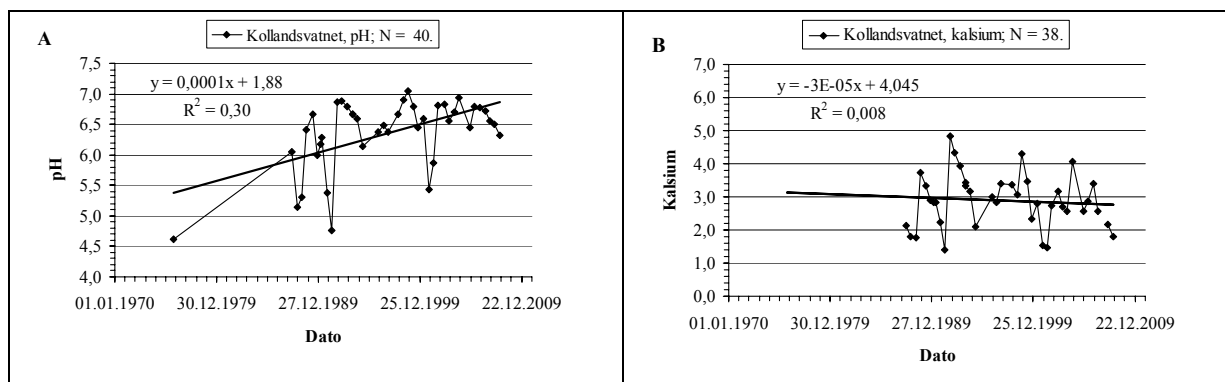 A
Kollandsvatnet, pH; N = 40.
y = 0,0001x + 1,88
R² = 0,30
pH
7,5
7,0
6,5
6,0
5,5
5,0
4,5
4,0
01.01.1970 30.12.1979 27.12.1989 25.12.1999 22.12.2009
Dato
B
Kollandsvatnet, kalsium; N = 38.
y = -3E-05x + 4,045
R² = 0,008
Kalsium
7,0
6,0
5,0
4,0
3,0
2,0
1,0
0,0
01.01.1970 30.12.1979 27.12.1989 25.12.1999 22.12.2009
Dato